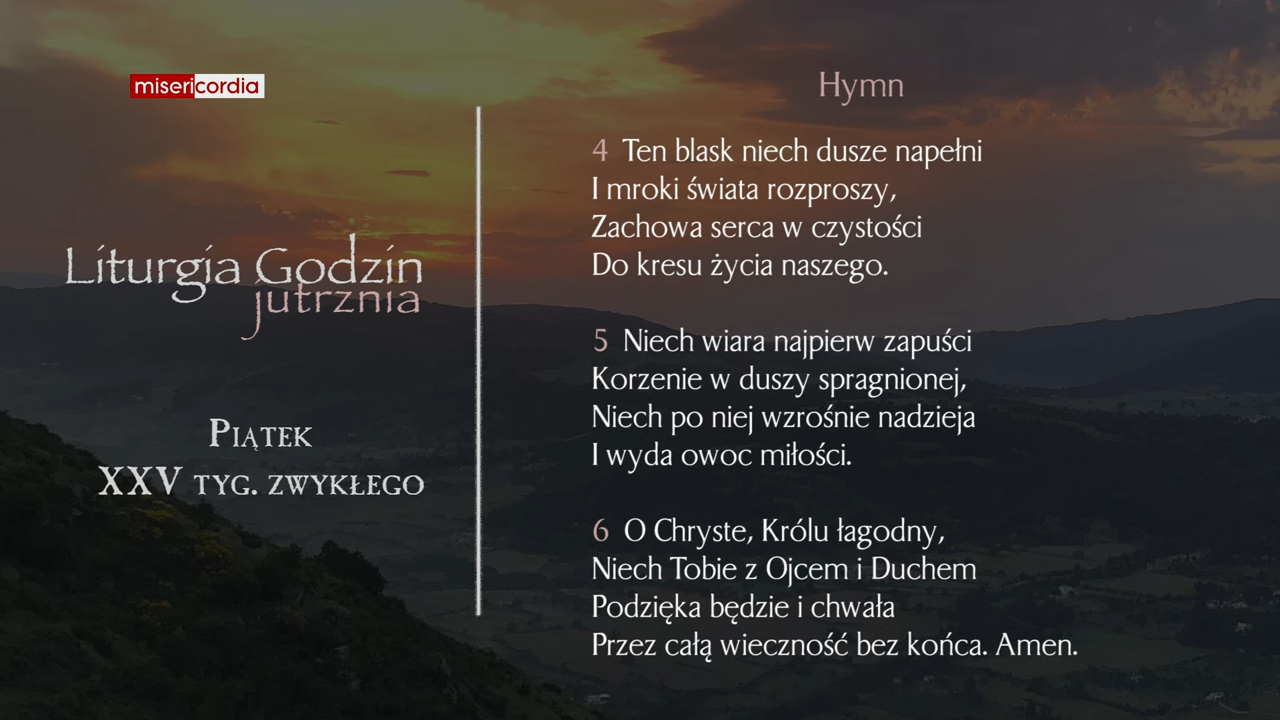 misericordia
Liturgia Godzin
jutrznia
Piątek
XXV tyg. zwykłego
Hymn
4 Ten blask niech dusze napełni
I mroki świata rozproszy,
Zachowa serca w czystości
Do kresu życia naszego.
5 Niech wiara najpierw zapuści
Korzenie w duszy spragnionej,
Niech po niej wzrośnie nadzieja
I wyda owoc miłości.
6 O Chryste, Królu łagodny,
Niech Tobie z Ojcem i Duchem
Podzięka będzie i chwała
Przez całą wieczność bez końca. Amen.